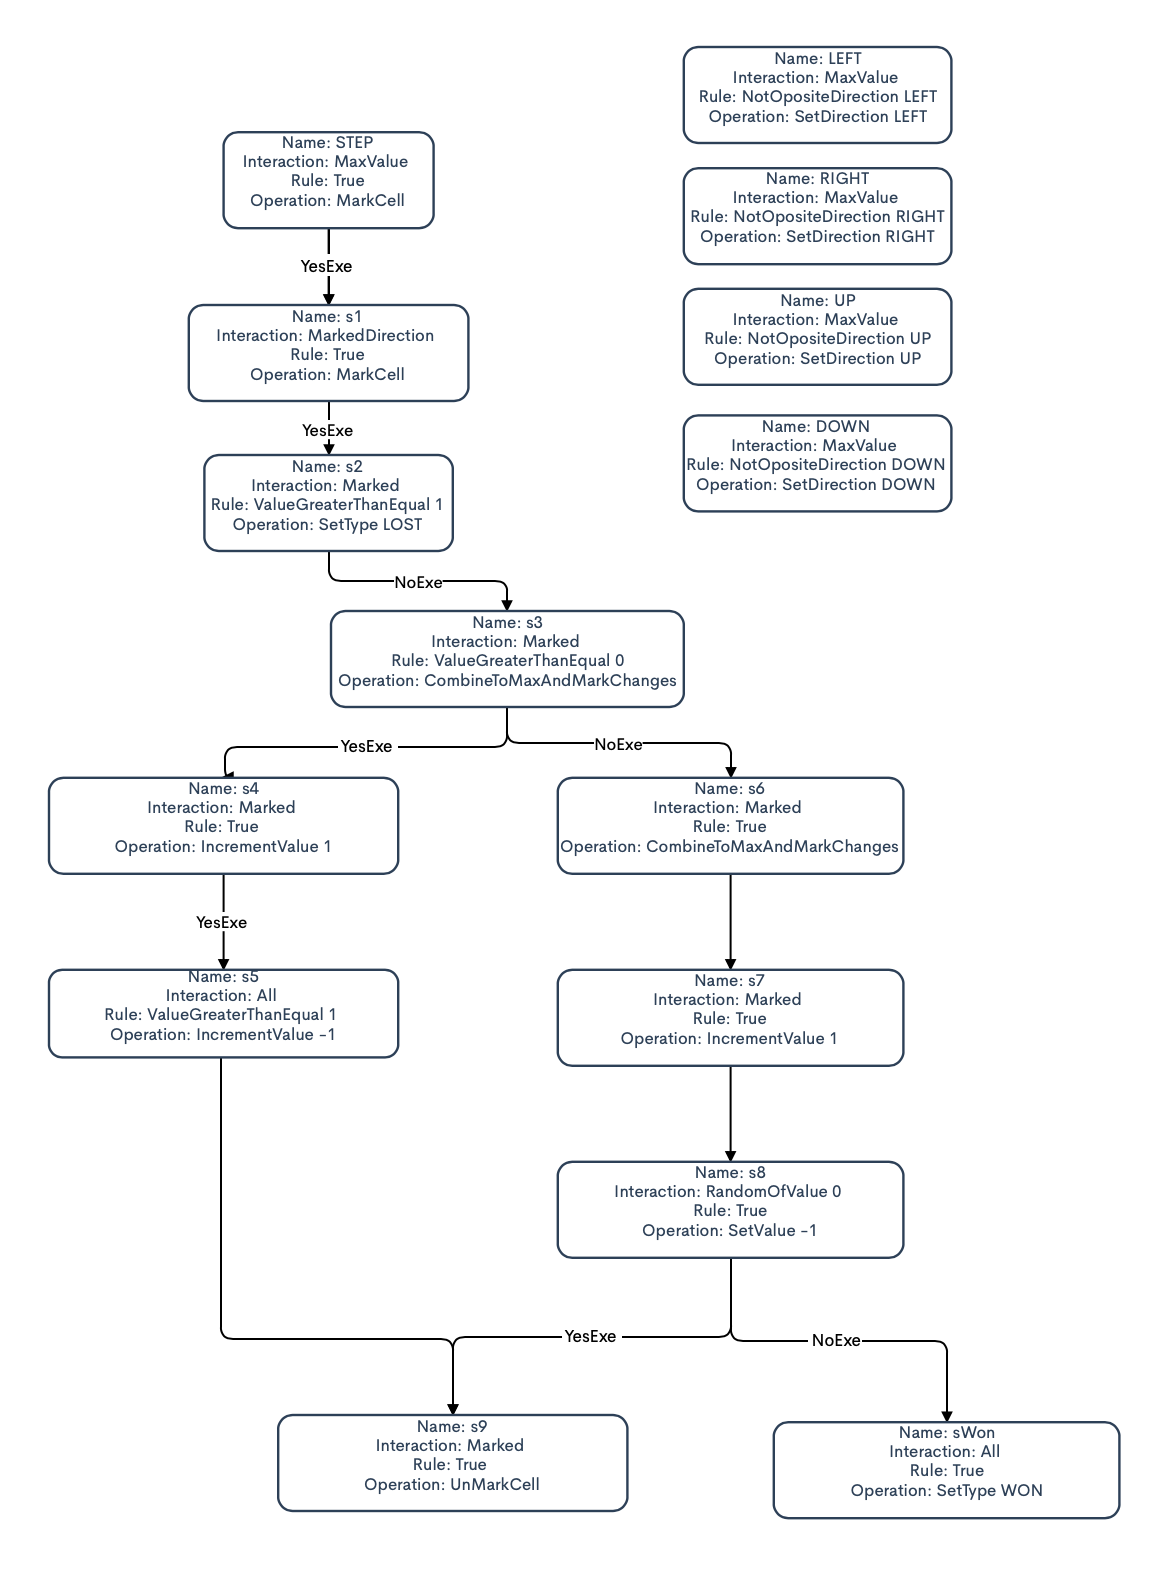 Name: LEFT
Interaction: MaxValue
Rule: NotOpositeDirection LEFT
Operation: SetDirection LEFT
Name: STEP
Interaction: MaxValue
Rule: True
Operation: MarkCell
Name: RIGHT
Interaction: MaxValue
Rule: NotOpositeDirection RIGHT
Operation: SetDirection RIGHT
YesExe
Name: UP
Interaction: MaxValue
Rule: NotOpositeDirection UP
Operation: SetDirection UP
Name: s1
Interaction: MarkedDirection
Rule: True
Operation: MarkCell
Name: DOWN
Interaction: MaxValue
Rule: NotOpositeDirection DOWN
Operation: SetDirection DOWN
YesExe
Name: s2
Interaction: Marked
Rule: ValueGreaterThanEqual 1
Operation: SetType LOST
NoExe
Name: s3
Interaction: Marked
Rule: ValueGreaterThanEqual 0
Operation: CombineToMaxAndMarkChanges
YesExe
NoExe
Name: s4
Interaction: Marked
Rule: True
Operation: IncrementValue 1
Name: s6
Interaction: Marked
Rule: True
Operation: CombineToMaxAndMarkChanges
YesExe
Name: s5
Interaction: All
Rule: ValueGreaterThanEqual 1
Operation: IncrementValue -1
Name: s7
Interaction: Marked
Rule: True
Operation: IncrementValue 1
Name: s8
Interaction: RandomOfValue 0
Rule: True
Operation: SetValue -1
YesExe
NoExe
Name: s9
Interaction: Marked
Rule: True
Operation: UnMarkCell
Name: sWon
Interaction: All
Rule: True
Operation: SetType WON